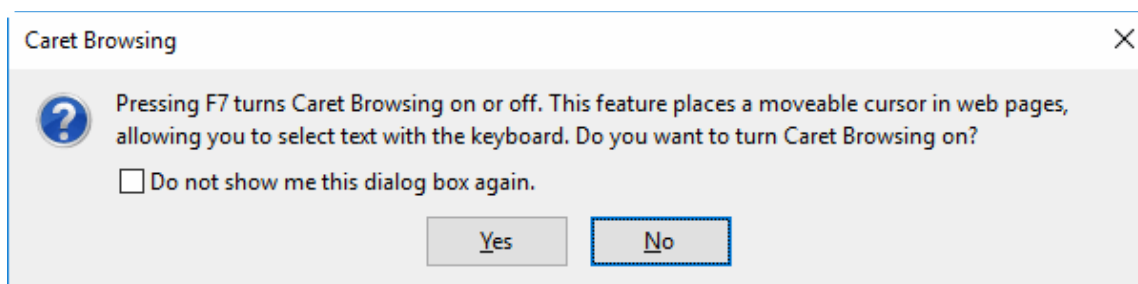 Caret Browsing
Pressing F7 turns Caret Browsing on or off. This feature places a moveable cursor in web pages,
allowing you to select text with the keyboard. Do you want to turn Caret Browsing on?
Do not show me this dialog box again.
Yes No